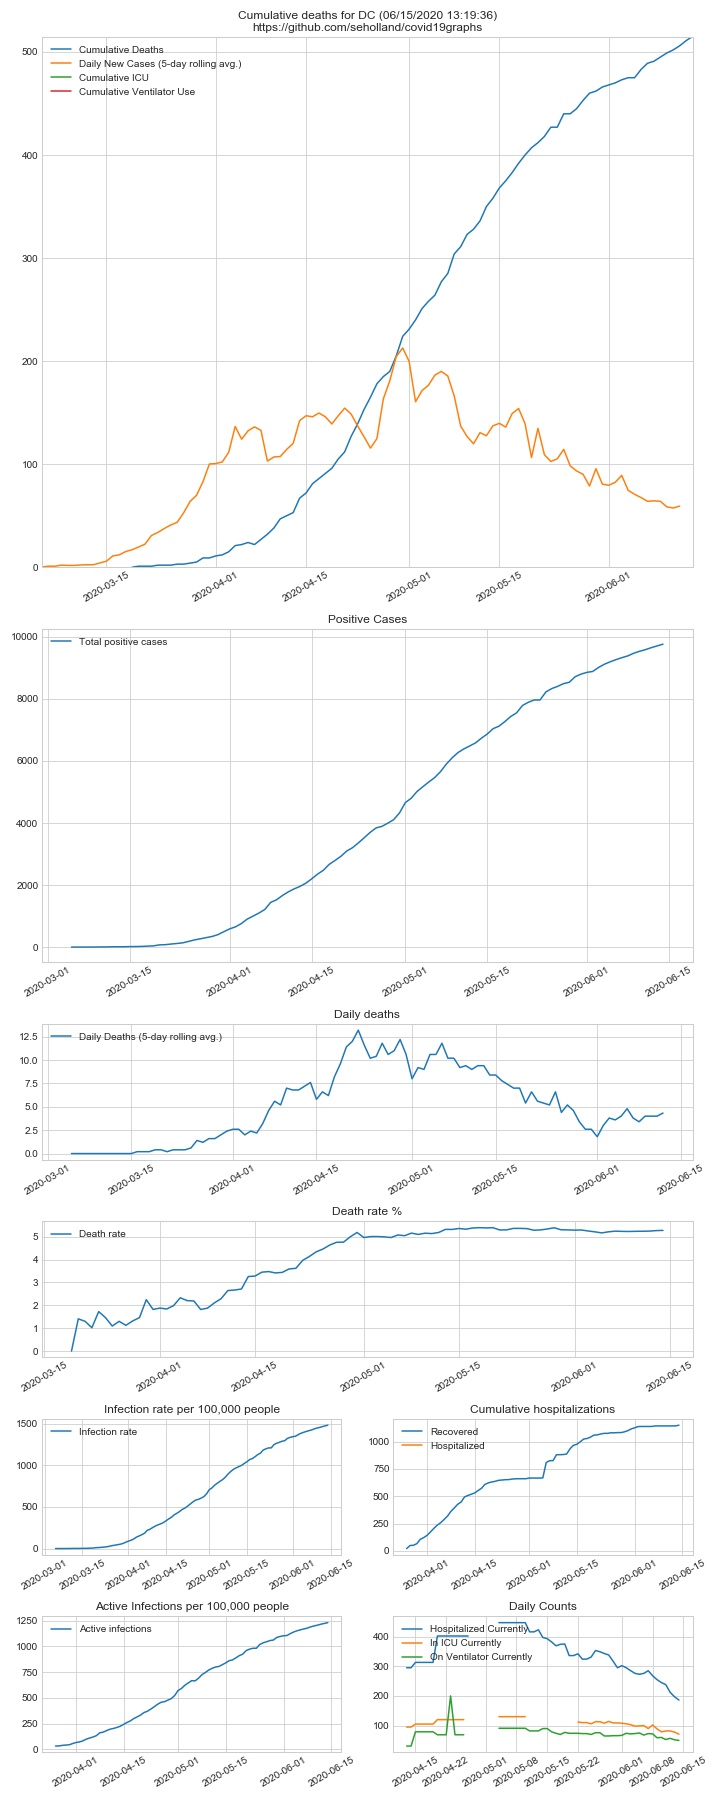 Cumulative deaths for DC (06/15/2020 13:19:36)
https://github.com/seholland/covid19graphs
Cumulative Deaths
Daily New Cases (5-day rolling avg.)
Cumulative ICU
Cumulative Ventilator Use
500
400
300
200
100
0
2020-03-15 2020-04-01 2020-04-15 2020-05-01 2020-05-15 2020-06-01
Positive Cases
Total positive cases
10000
8000
6000
4000
2000
0
2020-03-01 2020-03-15 2020-04-01 2020-04-15 2020-05-01 2020-05-15 2020-06-01 2020-06-15
Daily deaths
Daily Deaths (5-day rolling avg.)
12.5
10.0
7.5
5.0
2.5
0.0
2020-03-01 2020-03-15 2020-04-01 2020-04-15 2020-05-01 2020-05-15 2020-06-01 2020-06-15
Death rate %
Death rate
5
4
3
2
1
0
2020-03-15 2020-04-01 2020-04-15 2020-05-01 2020-05-15 2020-06-01 2020-06-15
Infection rate per 100,000 people
Infection rate
1500
1000
500
0
2020-03-01 2020-03-15 2020-04-01 2020-04-15 2020-05-01 2020-05-15 2020-06-01 2020-06-15
Cumulative hospitalizations
Recovered
Hospitalized
1000
750
500
250
0
2020-04-01 2020-04-15 2020-05-01 2020-05-15 2020-06-01 2020-06-15
Active Infections per 100,000 people
Active infections
1250
1000
750
500
250
0
2020-04-01 2020-04-15 2020-05-01 2020-05-15 2020-06-01 2020-06-15
Daily Counts
Hospitalized Currently
In ICU Currently
On Ventilator Currently
400
300
200
100
2020-04-15 2020-04-22 2020-05-01 2020-05-08 2020-05-15 2020-05-22 2020-06-01 2020-06-08 2020-06-15